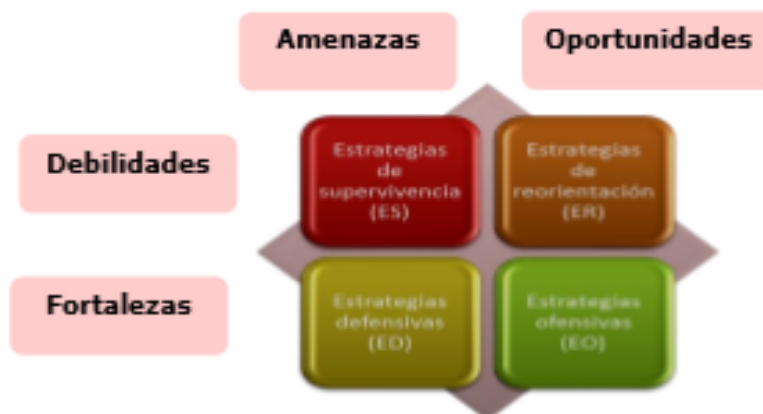 Amenazas
Oportunidades
Debilidades
Estrategias
de
supervivencia
(ES)
Estrategias
de
reorientación
(ER)
Fortalezas
Estrategias
defensivas
(ED)
Estrategias
ofensivas
(EO)